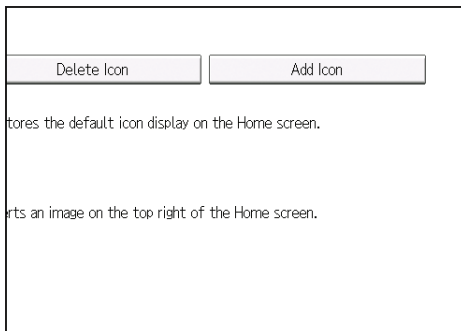 Delete Icon Add Icon
tores the default icon display on the Home screen.
rts an image on the top right of the Home screen.